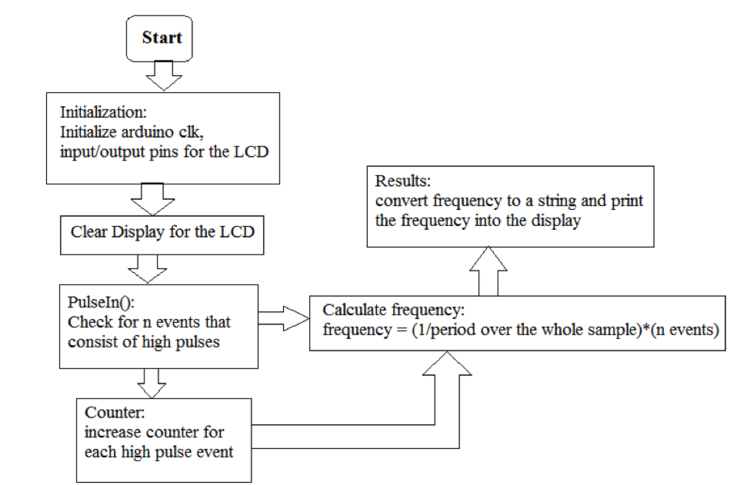 Start
Initialization:
Initialize arduino clk,
input/output pins for the LCD
Clear Display for the LCD
PulseIn():
Check for n events that
consist of high pulses
Counter:
increase counter for
each high pulse event
Calculate frequency:
frequency = (1/period over the whole sample)*(n events)
Results:
convert frequency to a string and print
the frequency into the display